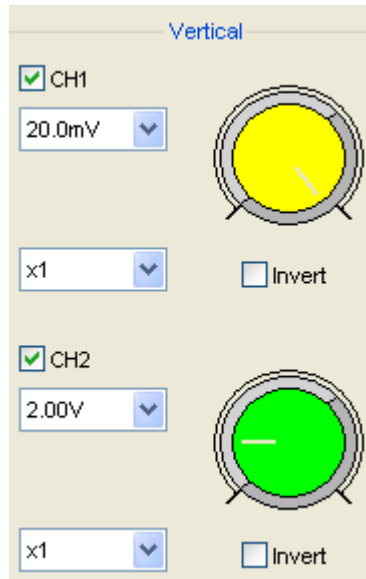 Vertical
CH1
20.0mV
x1
Invert
CH2
2.00V
x1
Invert